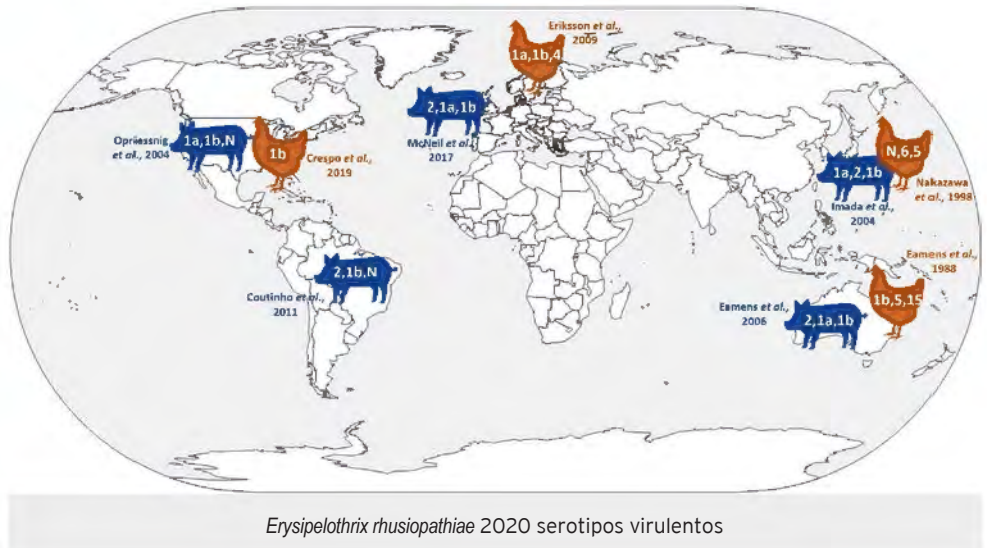 Eriksson et al.,
2009
1a,1b,4
2,1a,1b
McNeil et al.,
2017
Opriessnig
et al., 2004
1a,1b,N
1b
Crespo et al.,
2019
N,6,5
1a,2,1b
Nakazawa
et al., 1998
Imada et al.,
2004
2,1b,N
Coutinho et al.,
2011
Eamens et al.,
1988
1b,5,15
Eamens et al.,
2006
2,1a,1b
Erysipelothrix rhusiopathiae 2020 serotipos virulentos